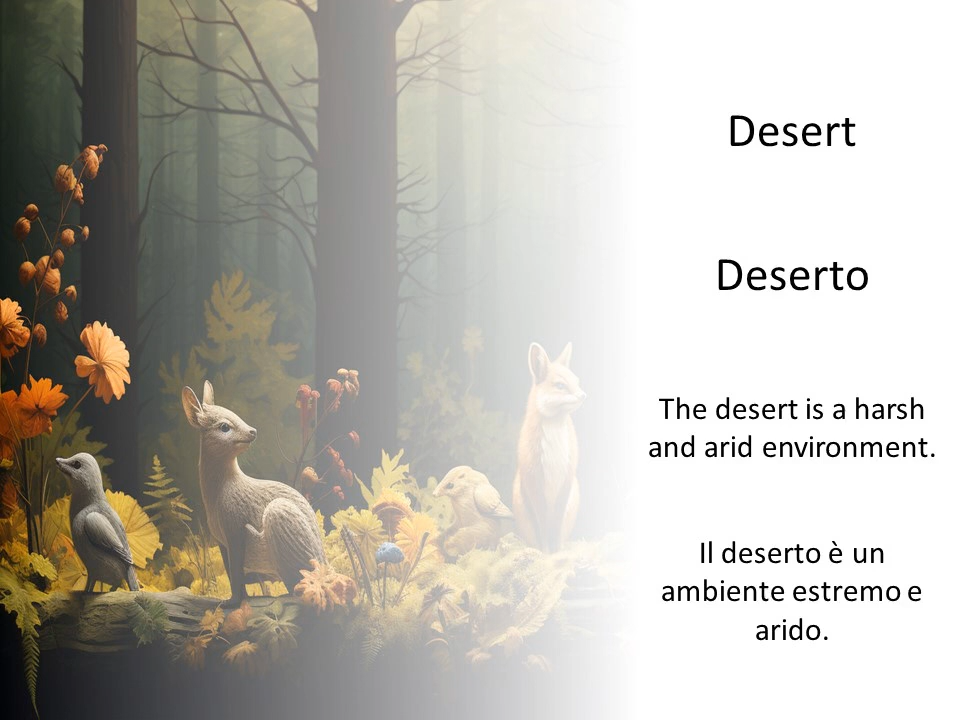 Desert
Deserto
The desert is a harsh
and arid environment.
Il deserto è un
ambiente estremo e
arido.